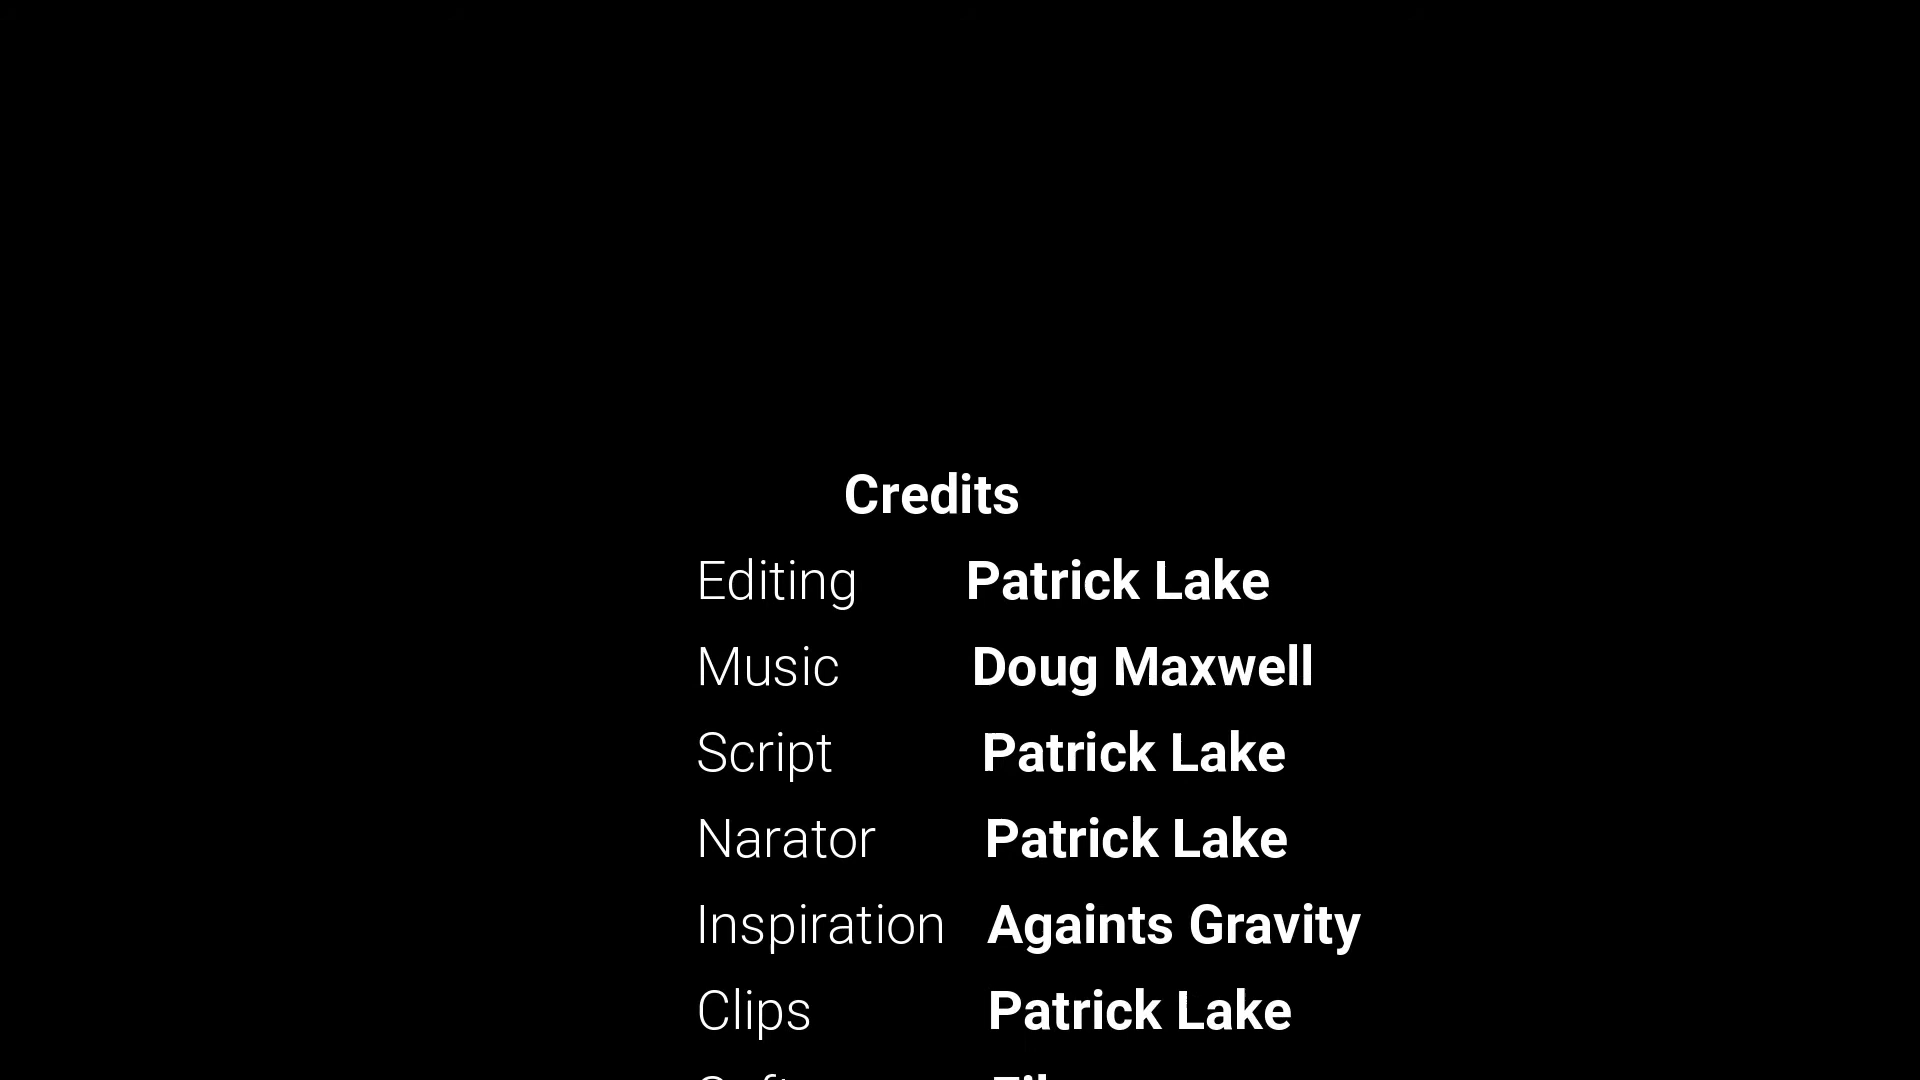 Credits
Editing Patrick Lake
Music Doug Maxwell
Script Patrick Lake
Narator Patrick Lake
Inspiration Againts Gravity
Clips Patrick Lake